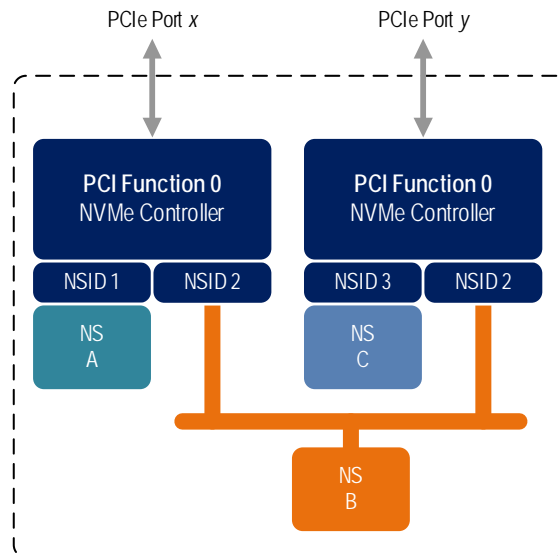 PCIe Port x
PCIe Port y
PCI Function 0
NVMe Controller
PCI Function 0
NVMe Controller
NSID 1
NSID 2
NSID 3
NSID 2
NS
A
NS
C
NS
B